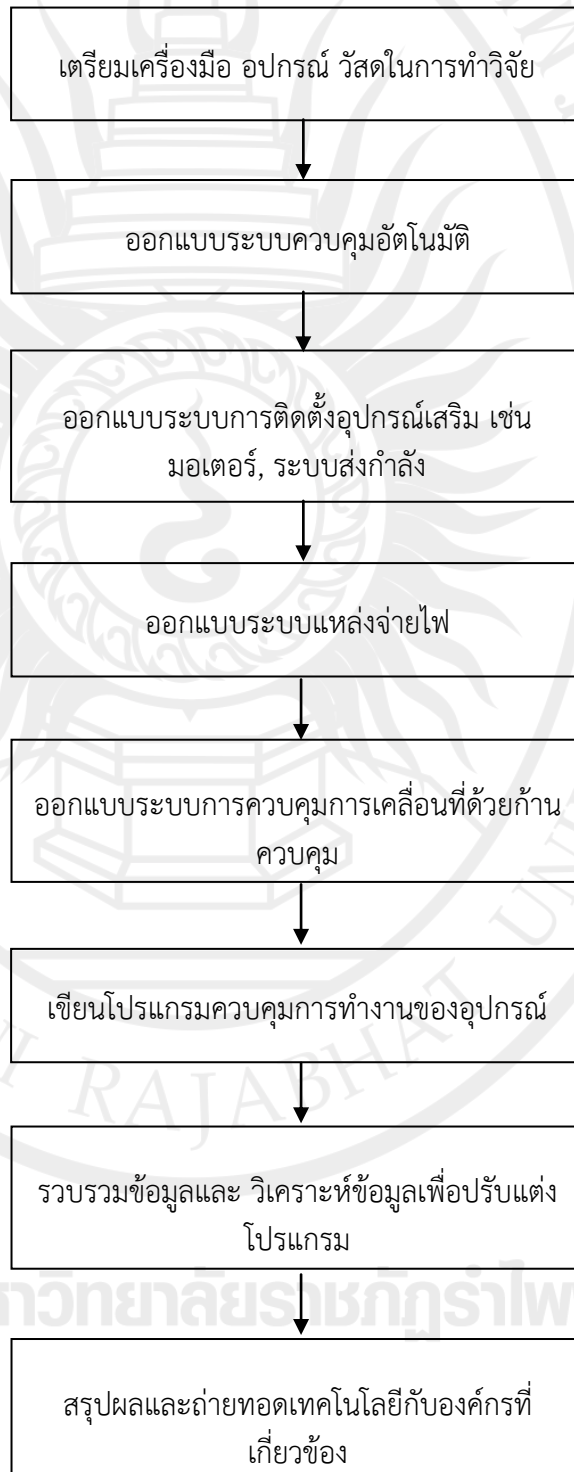 เตรียมเครื่องมือ อปกรณ์ วัสดในการทำวิจัย
ออกแบบระบบควบคุมอัตโนมัติ
ออกแบบระบบการติดตั้งอุปกรณ์เสริม เช่น
มอเตอร์, ระบบส่งกำลัง
ออกแบบระบบแหล่งจ่ายไฟ
ออกแบบระบบการควบคุมการเคลื่อนที่ด้วยก้าน
ควบคุม
เขียนโปรแกรมควบคุมการทำงานของอุปกรณ์
RAJABHAT
รวบรวมข้อมูลและ วิเคราะห์ข้อมูลเพื่อปรับแต่ง
โปรแกรม
สรุปผลและถ่ายทอดเทคโนโลยีกับองค์กรที่
เกี่ยวข้อง